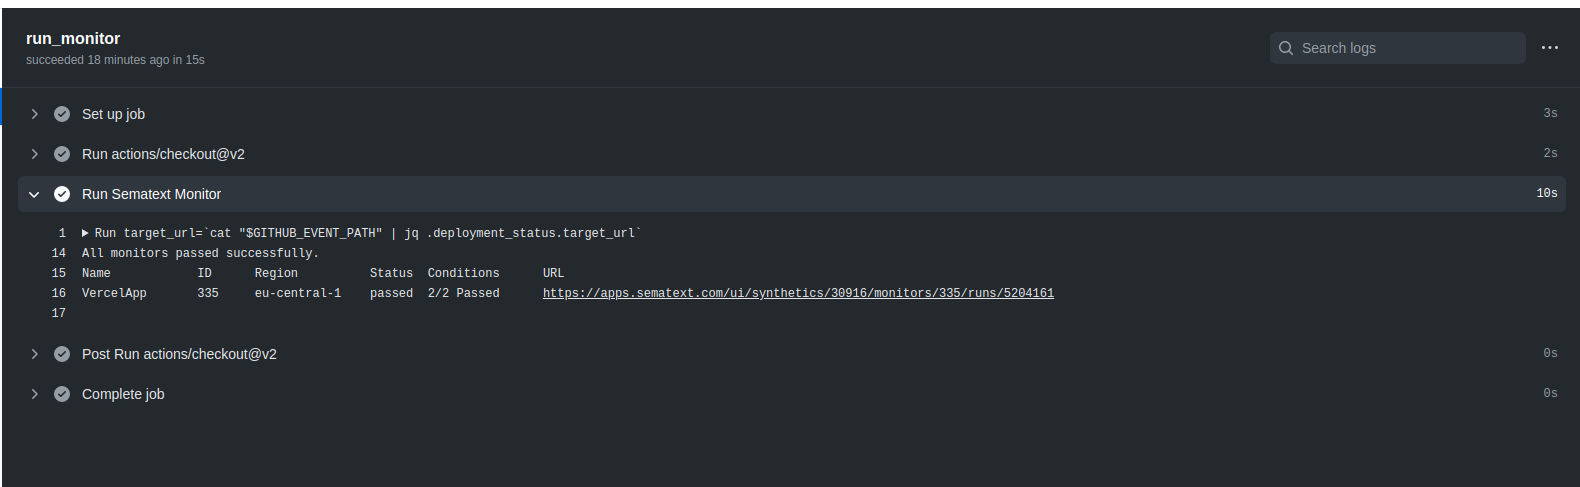 run_monitor
succeeded 18 minutes ago in 15s
Search logs
Set up job 3s
Run actions/checkout@v2 2s
Run Sematext Monitor 10s
1 Run target_url=`cat "$GITHUB_EVENT_PATH" | jq .deployment_status.target_url`
14 All monitors passed successfully.
15 Name ID Region Status Conditions URL
16 VercelApp 335 eu-central-1 passed 2/2 Passed https://apps.sematext.com/ui/synthetics/30916/monitors/335/runs/5204161
17
Post Run actions/checkout@v2 0s
Complete job 0s